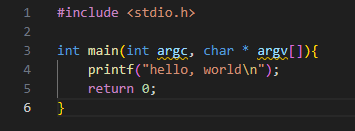 1 #include <stdio.h>
2
3 int main(int argc, char * argv[]){
4     printf("hello, world\n");
5     return 0;
6 }